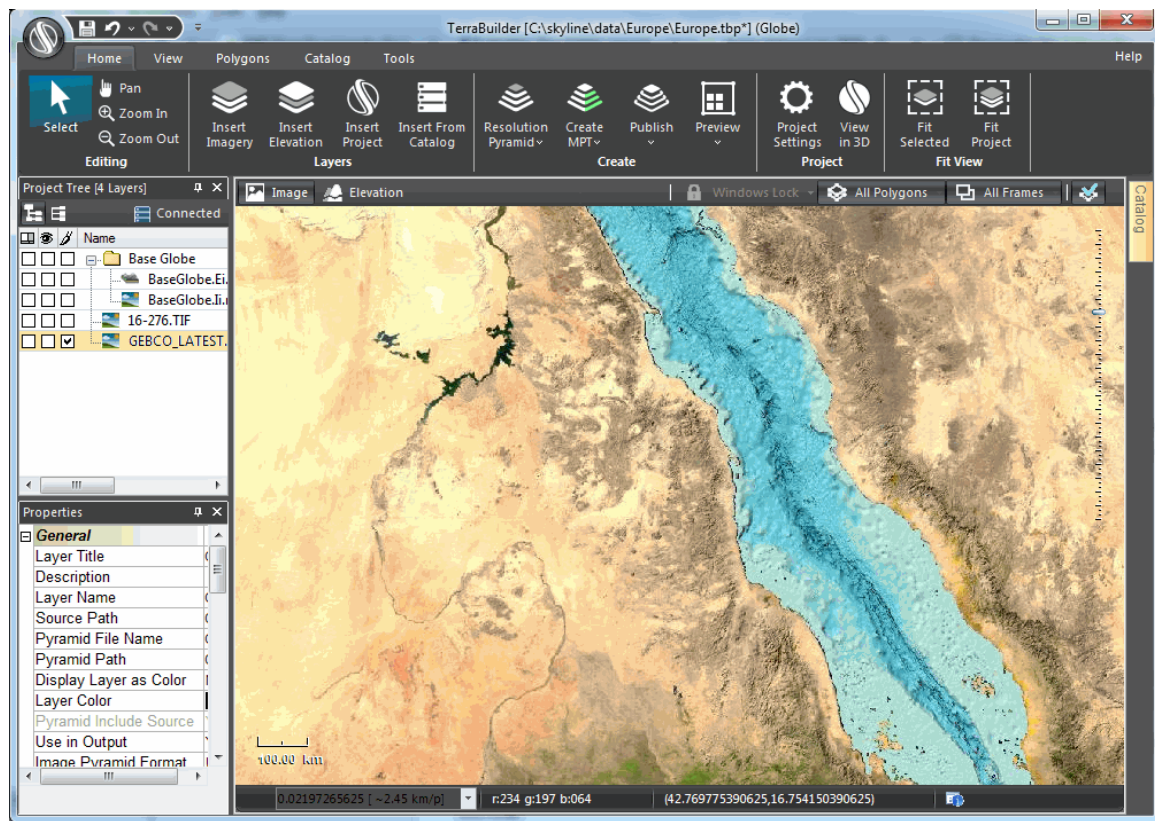 TerraBuilder [C:\skyline\data\Europe\Europe.tbp*] (Globe)
Home View Polygons Catalog Tools Help
Select
Pan
Zoom In
Zoom Out
Editing
Insert Imagery
Insert Elevation
Insert Project
Insert From Catalog
Layers
Resolution Pyramid
Create MPT
Publish
Preview
Create
Project Settings
View in 3D
Project
Fit Selected
Fit Project
Fit View
Project Tree [4 Layers]
Connected
Name
Base Globe
BaseGlobe.Ei.
BaseGlobe.Ii.
16-276.TIF
GEBCO_LATEST.
Image Elevation Windows Lock All Polygons All Frames
Catalog
Properties
General
Layer Title
Description
Layer Name
Source Path
Pyramid File Name
Pyramid Path
Display Layer as Color
Layer Color
Pyramid Include Source
Use in Output
Image Pyramid Format
100.00 km
0.02197265625 [ ~2.45 km/p] r:234 g:197 b:064 (42.769775390625,16.754150390625)